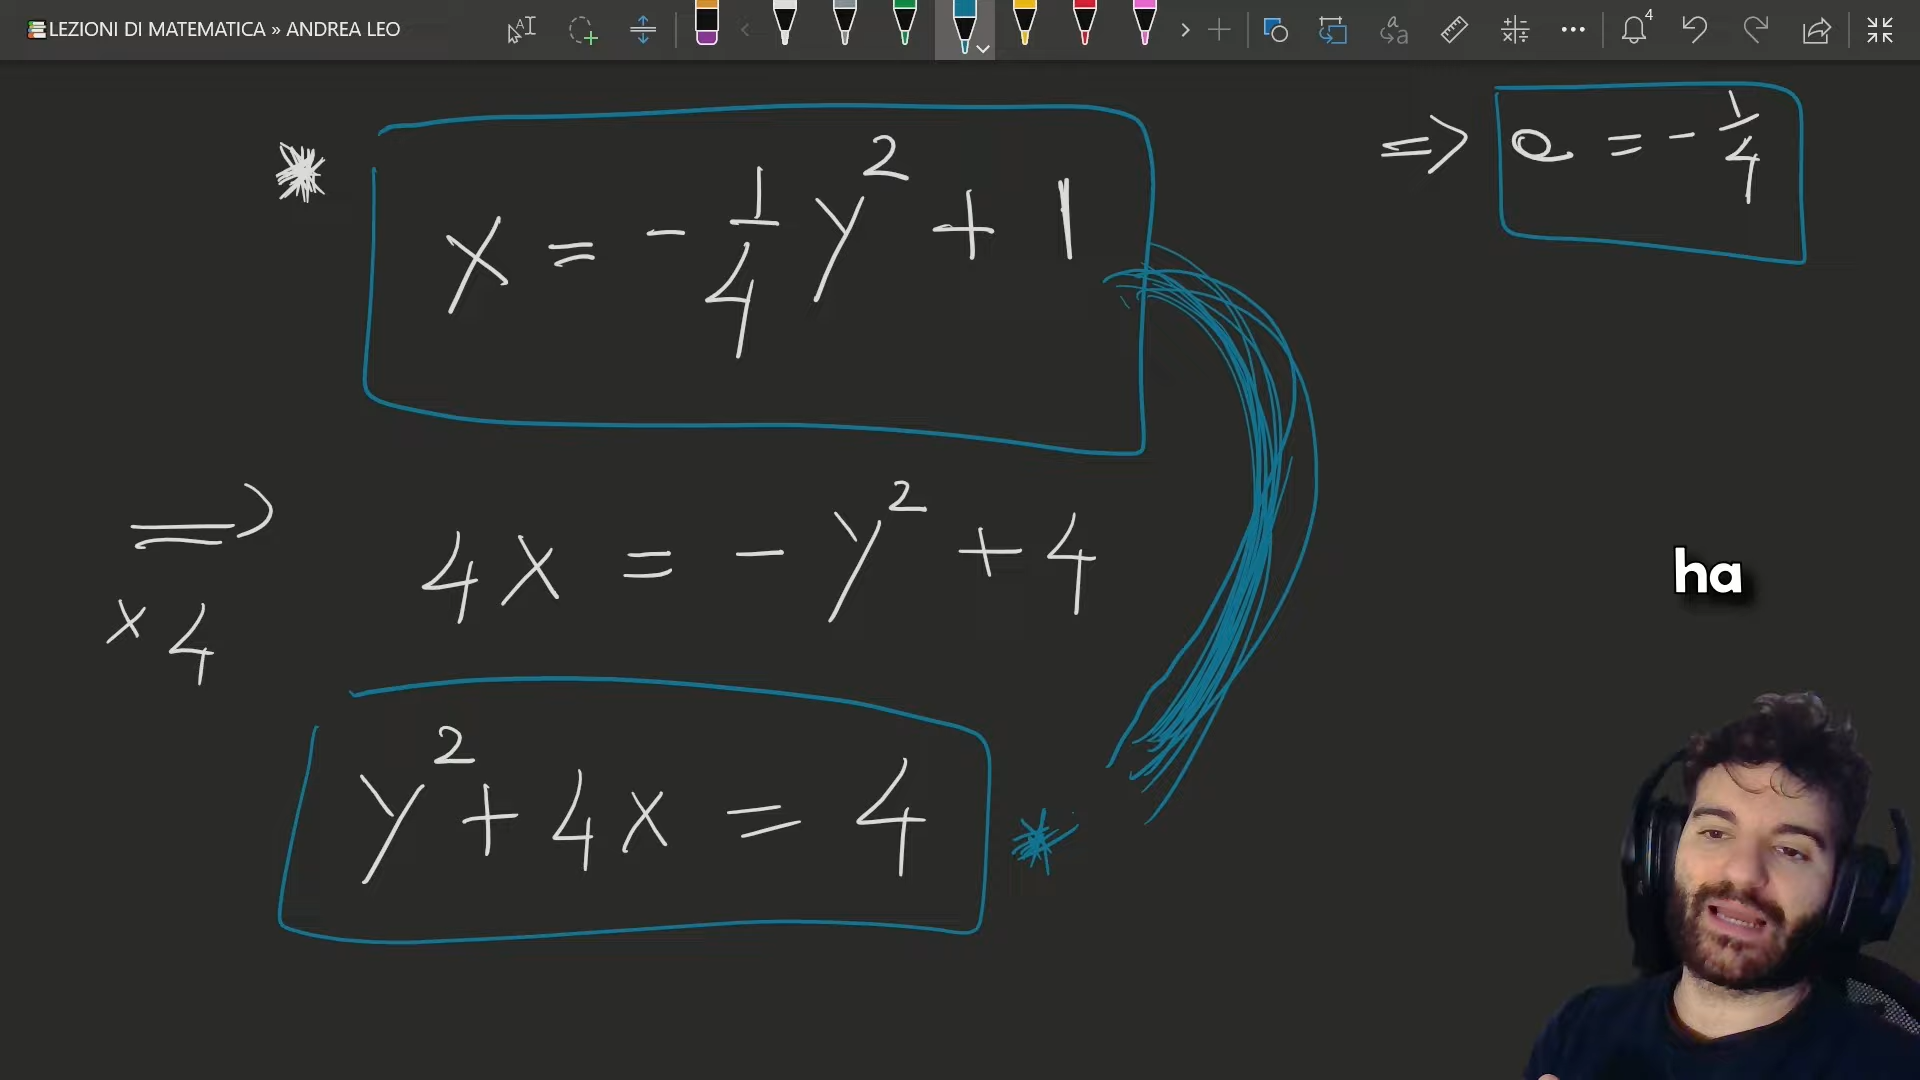 LEZIONI DI MATEMATICA » ANDREA LEO
4
* x = - 1/4 y² + 1
=> a = - 1/4
=> 4x = - y² + 4
x 4
y² + 4x = 4 *
ha